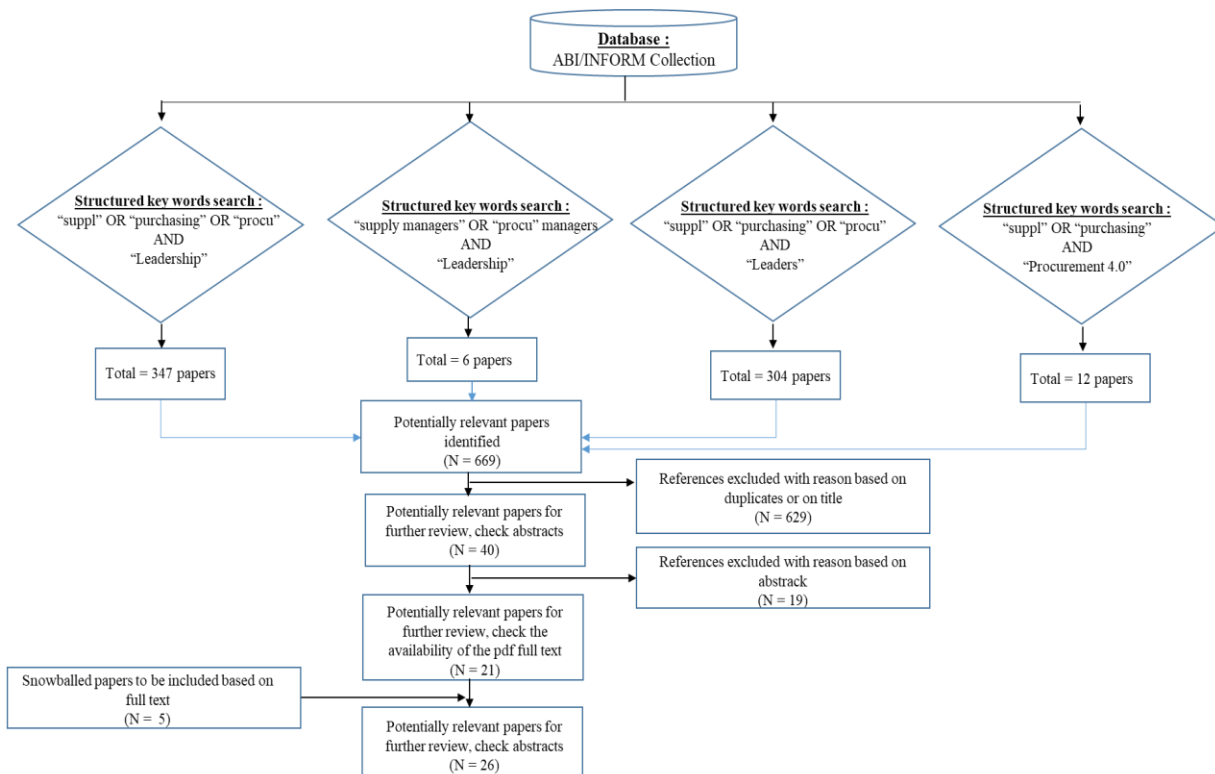 Database :
ABI/INFORM Collection
Structured key words search :
“suppl” OR “purchasing” OR “procu”
AND
“Leadership”
Structured key words search :
“supply managers” OR “procu” managers
AND
“Leadership”
Structured key words search :
“suppl” OR “purchasing” OR “procu”
AND
“Leaders”
Structured key words search :
“suppl” OR “purchasing”
AND
“Procurement 4.0”
Total = 347 papers
Total = 6 papers
Total = 304 papers
Total = 12 papers
Potentially relevant papers
identified
(N = 669)
References excluded with reason based on
duplicates or on title
(N = 629)
Potentially relevant papers for
further review, check abstracts
(N = 40)
References excluded with reason based on
abstrack
(N = 19)
Potentially relevant papers for
further review, check the
availability of the pdf full text
(N = 21)
Snowballed papers to be included based on
full text
(N =  5)
Potentially relevant papers for
further review, check abstracts
(N = 26)